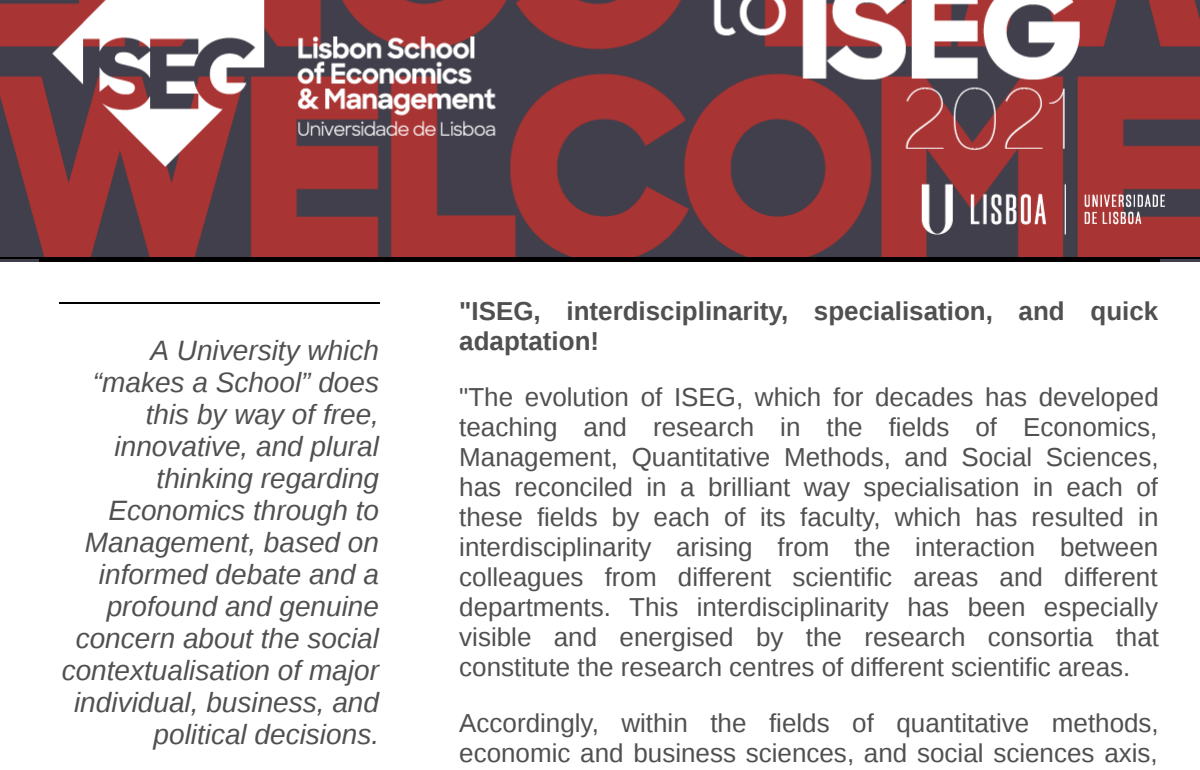 ISEG
Lisbon School
of Economics
& Management
Universidade de Lisboa
to
ISEG
2021
WELCOME
U LISBOA
UNIVERSIDADE
DE LISBOA
A University which
“makes a School” does
this by way of free,
innovative, and plural
thinking regarding
Economics through to
Management, based on
informed debate and a
profound and genuine
concern about the social
contextualisation of major
individual, business, and
political decisions.
"ISEG, interdisciplinarity, specialisation, and quick
adaptation!
"The evolution of ISEG, which for decades has developed
teaching and research in the fields of Economics,
Management, Quantitative Methods, and Social Sciences,
has reconciled in a brilliant way specialisation in each of
these fields by each of its faculty, which has resulted in
interdisciplinarity arising from the interaction between
colleagues from different scientific areas and different
departments. This interdisciplinarity has been especially
visible and energised by the research consortia that
constitute the research centres of different scientific areas.
Accordingly, within the fields of quantitative methods,
economic and business sciences, and social sciences axis,